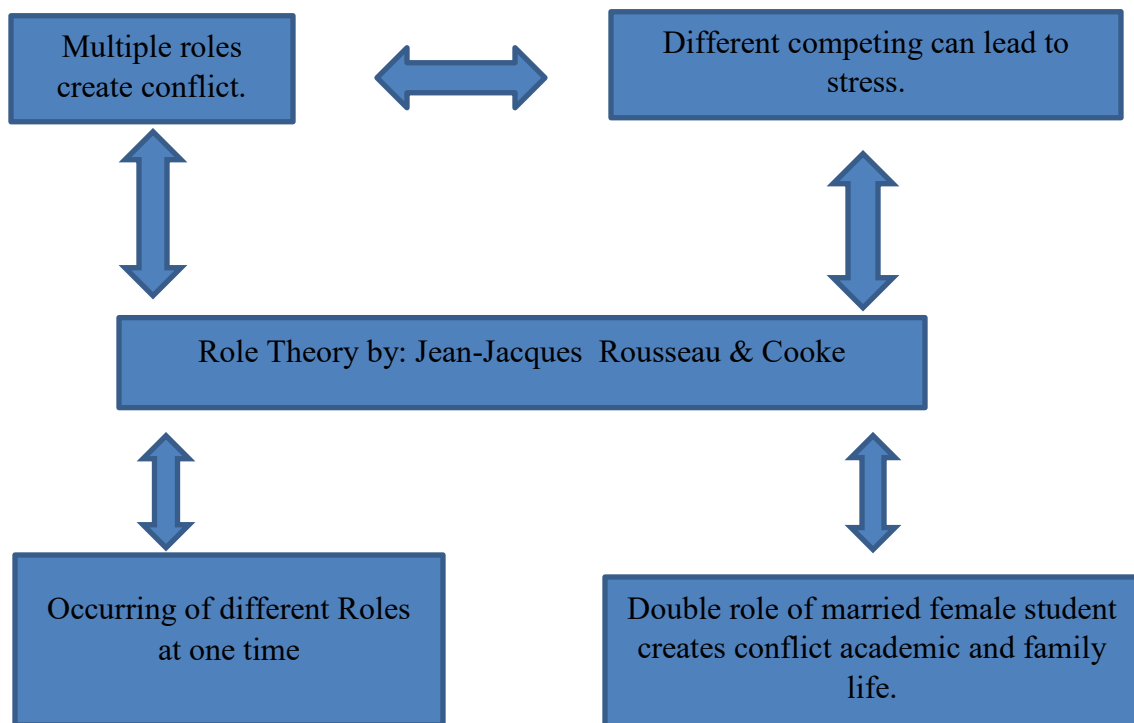 Multiple roles
create conflict.
Different competing can lead to
stress.
Role Theory by: Jean-Jacques Rousseau & Cooke
Occurring of different Roles
at one time
Double role of married female student
creates conflict academic and family
life.